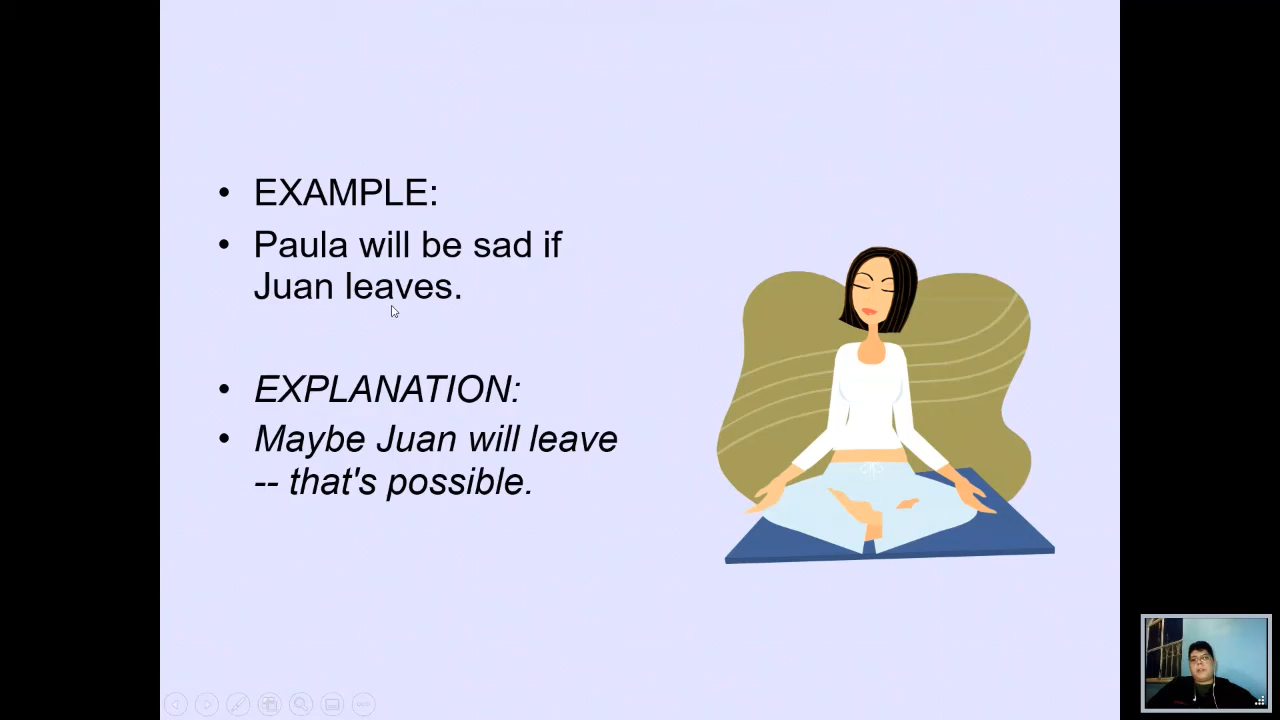 • EXAMPLE:
• Paula will be sad if
Juan leaves.
• EXPLANATION:
• Maybe Juan will leave
-- that's possible.